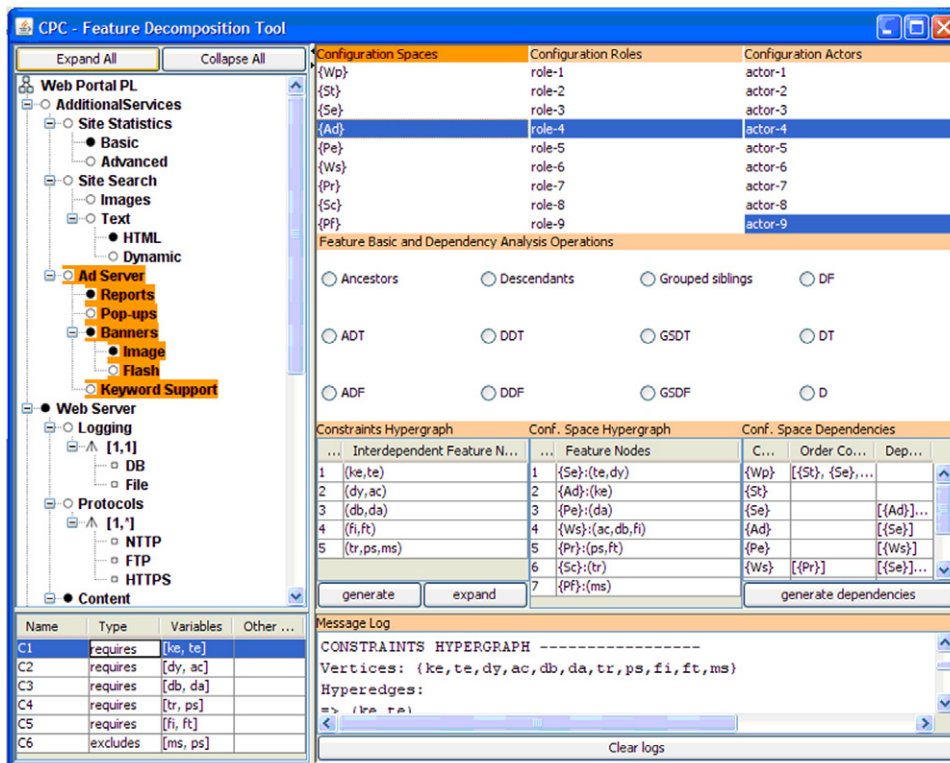 CPC - Feature Decomposition Tool
Expand All Collapse All
Web Portal PL
AdditionalServices
Site Statistics
Basic
Advanced
Site Search
Images
Text
HTML
Dynamic
Ad Server
Reports
Pop-ups
Banners
Image
Flash
Keyword Support
Web Server
Logging
[1,1]
DB
File
Protocols
[1,*]
NTTP
FTP
HTTPS
Content
Name Type Variables Other ...
C1 requires [ke, te]
C2 requires [dy, ac]
C3 requires [db, da]
C4 requires [tr, ps]
C5 requires [fi, ft]
C6 excludes [ms, ps]
Configuration Spaces Configuration Roles Configuration Actors
{Wp} role-1 actor-1
{St} role-2 actor-2
{Se} role-3 actor-3
{Ad} role-4 actor-4
{Pe} role-5 actor-5
{Ws} role-6 actor-6
{Pr} role-7 actor-7
{Sc} role-8 actor-8
{Pf} role-9 actor-9
Feature Basic and Dependency Analysis Operations
Ancestors Descendants Grouped siblings DF
ADT DDT GSDT DT
ADF DDF GSDF D
Constraints Hypergraph
... Interdependent Feature N...
1 (ke,te)
2 (dy,ac)
3 (db,da)
4 (fi,ft)
5 (tr,ps,ms)
generate expand
Conf. Space Hypergraph
... Feature Nodes
1 {Se}:(te,dy)
2 {Ad}:(ke)
3 {Pe}:(da)
4 {Ws}:(ac,db,fi)
5 {Pr}:(ps,ft)
6 {Sc}:(tr)
7 {PF}:(ms)
Conf. Space Dependencies
C... Order Co... Dep...
{Wp} [{St}, {Se},...
{St}
{Se} [{Ad}]...
{Ad} [{Se}]
{Pe} [{Ws}]
{Ws} [{Pr}] [{Se}]...
generate dependencies
Message Log
CONSTRAINTS HYPERGRAPH -----------------
Vertices: {ke,te,dy,ac,db,da,tr,ps,fi,ft,ms}
Hyperedges:
=> (ke,te)
Clear logs